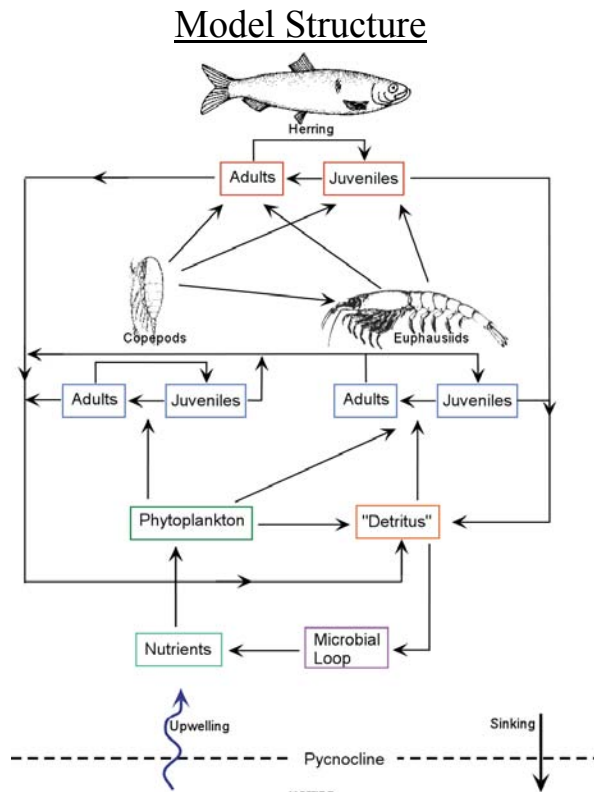 Model Structure
Herring
Adults
Juveniles
Copepods
Euphausiids
Adults
Juveniles
Adults
Juveniles
Phytoplankton
"Detritus"
Nutrients
Microbial
Loop
Upwelling
Sinking
Pycnocline